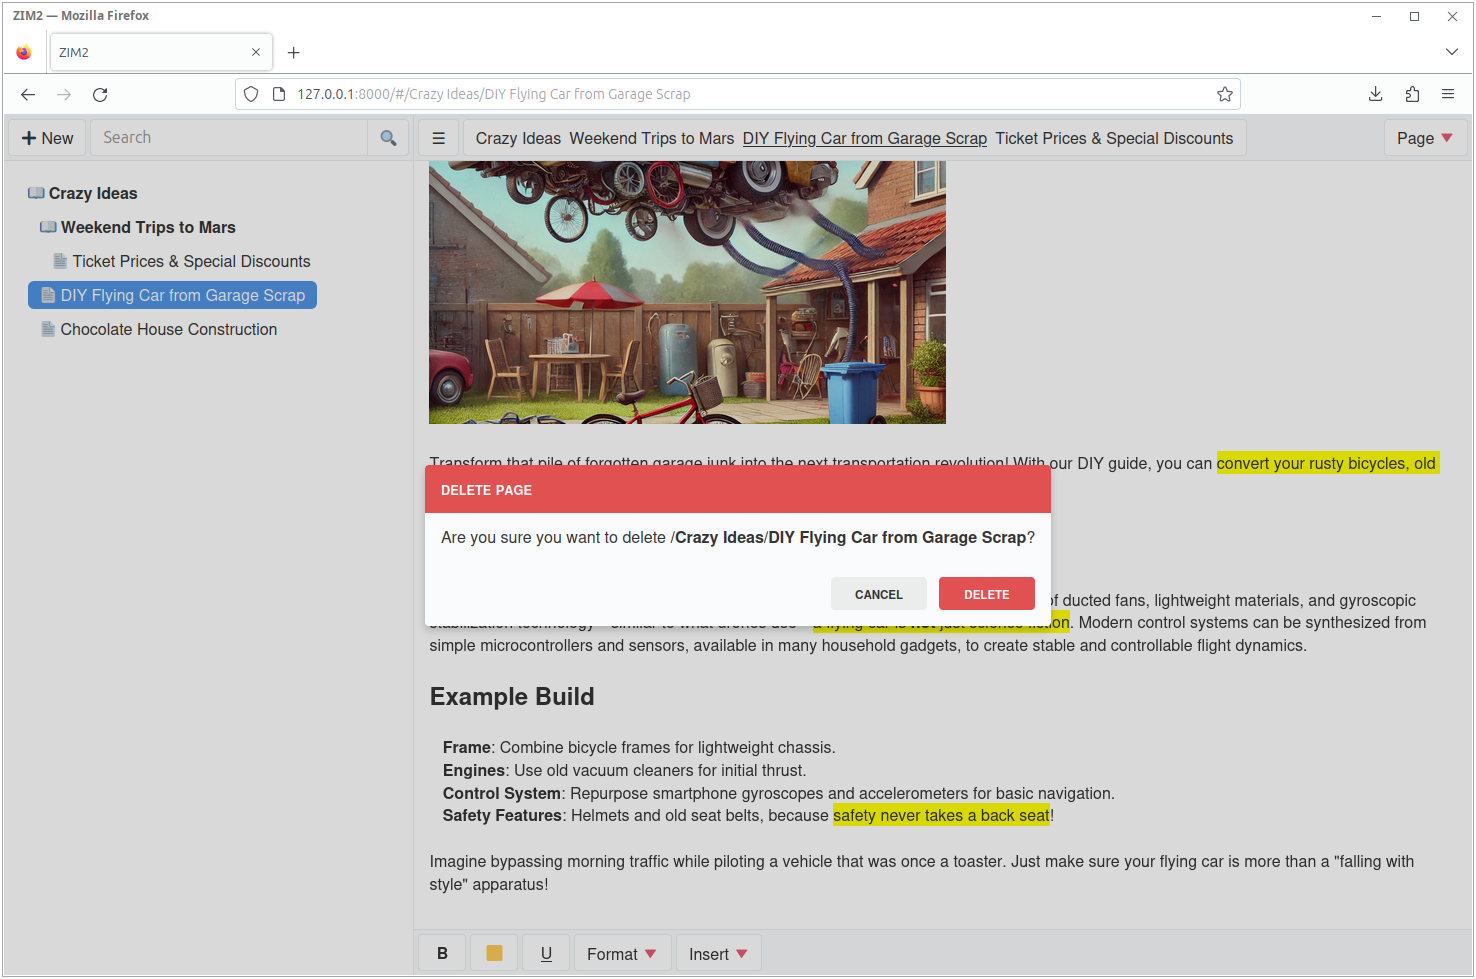 ZIM2 — Mozilla Firefox
ZIM2
127.0.0.1:8000/#/Crazy Ideas/DIY Flying Car from Garage Scrap
New
Search
Crazy Ideas Weekend Trips to Mars DIY Flying Car from Garage Scrap Ticket Prices & Special Discounts
Page
Crazy Ideas
Weekend Trips to Mars
Ticket Prices & Special Discounts
DIY Flying Car from Garage Scrap
Chocolate House Construction
Transform that pile of forgotten garage junk into the next transportation revolution! With our DIY guide, you can convert your rusty bicycles, old
DELETE PAGE
Are you sure you want to delete /Crazy Ideas/DIY Flying Car from Garage Scrap?
CANCEL
DELETE
of ducted fans, lightweight materials, and gyroscopic
stabilization technology similar to what drones use a flying car is not just science fiction. Modern control systems can be synthesized from
simple microcontrollers and sensors, available in many household gadgets, to create stable and controllable flight dynamics.
Example Build
Frame: Combine bicycle frames for lightweight chassis.
Engines: Use old vacuum cleaners for initial thrust.
Control System: Repurpose smartphone gyroscopes and accelerometers for basic navigation.
Safety Features: Helmets and old seat belts, because safety never takes a back seat!
Imagine bypassing morning traffic while piloting a vehicle that was once a toaster. Just make sure your flying car is more than a "falling with
style" apparatus!
B
U
Format
Insert